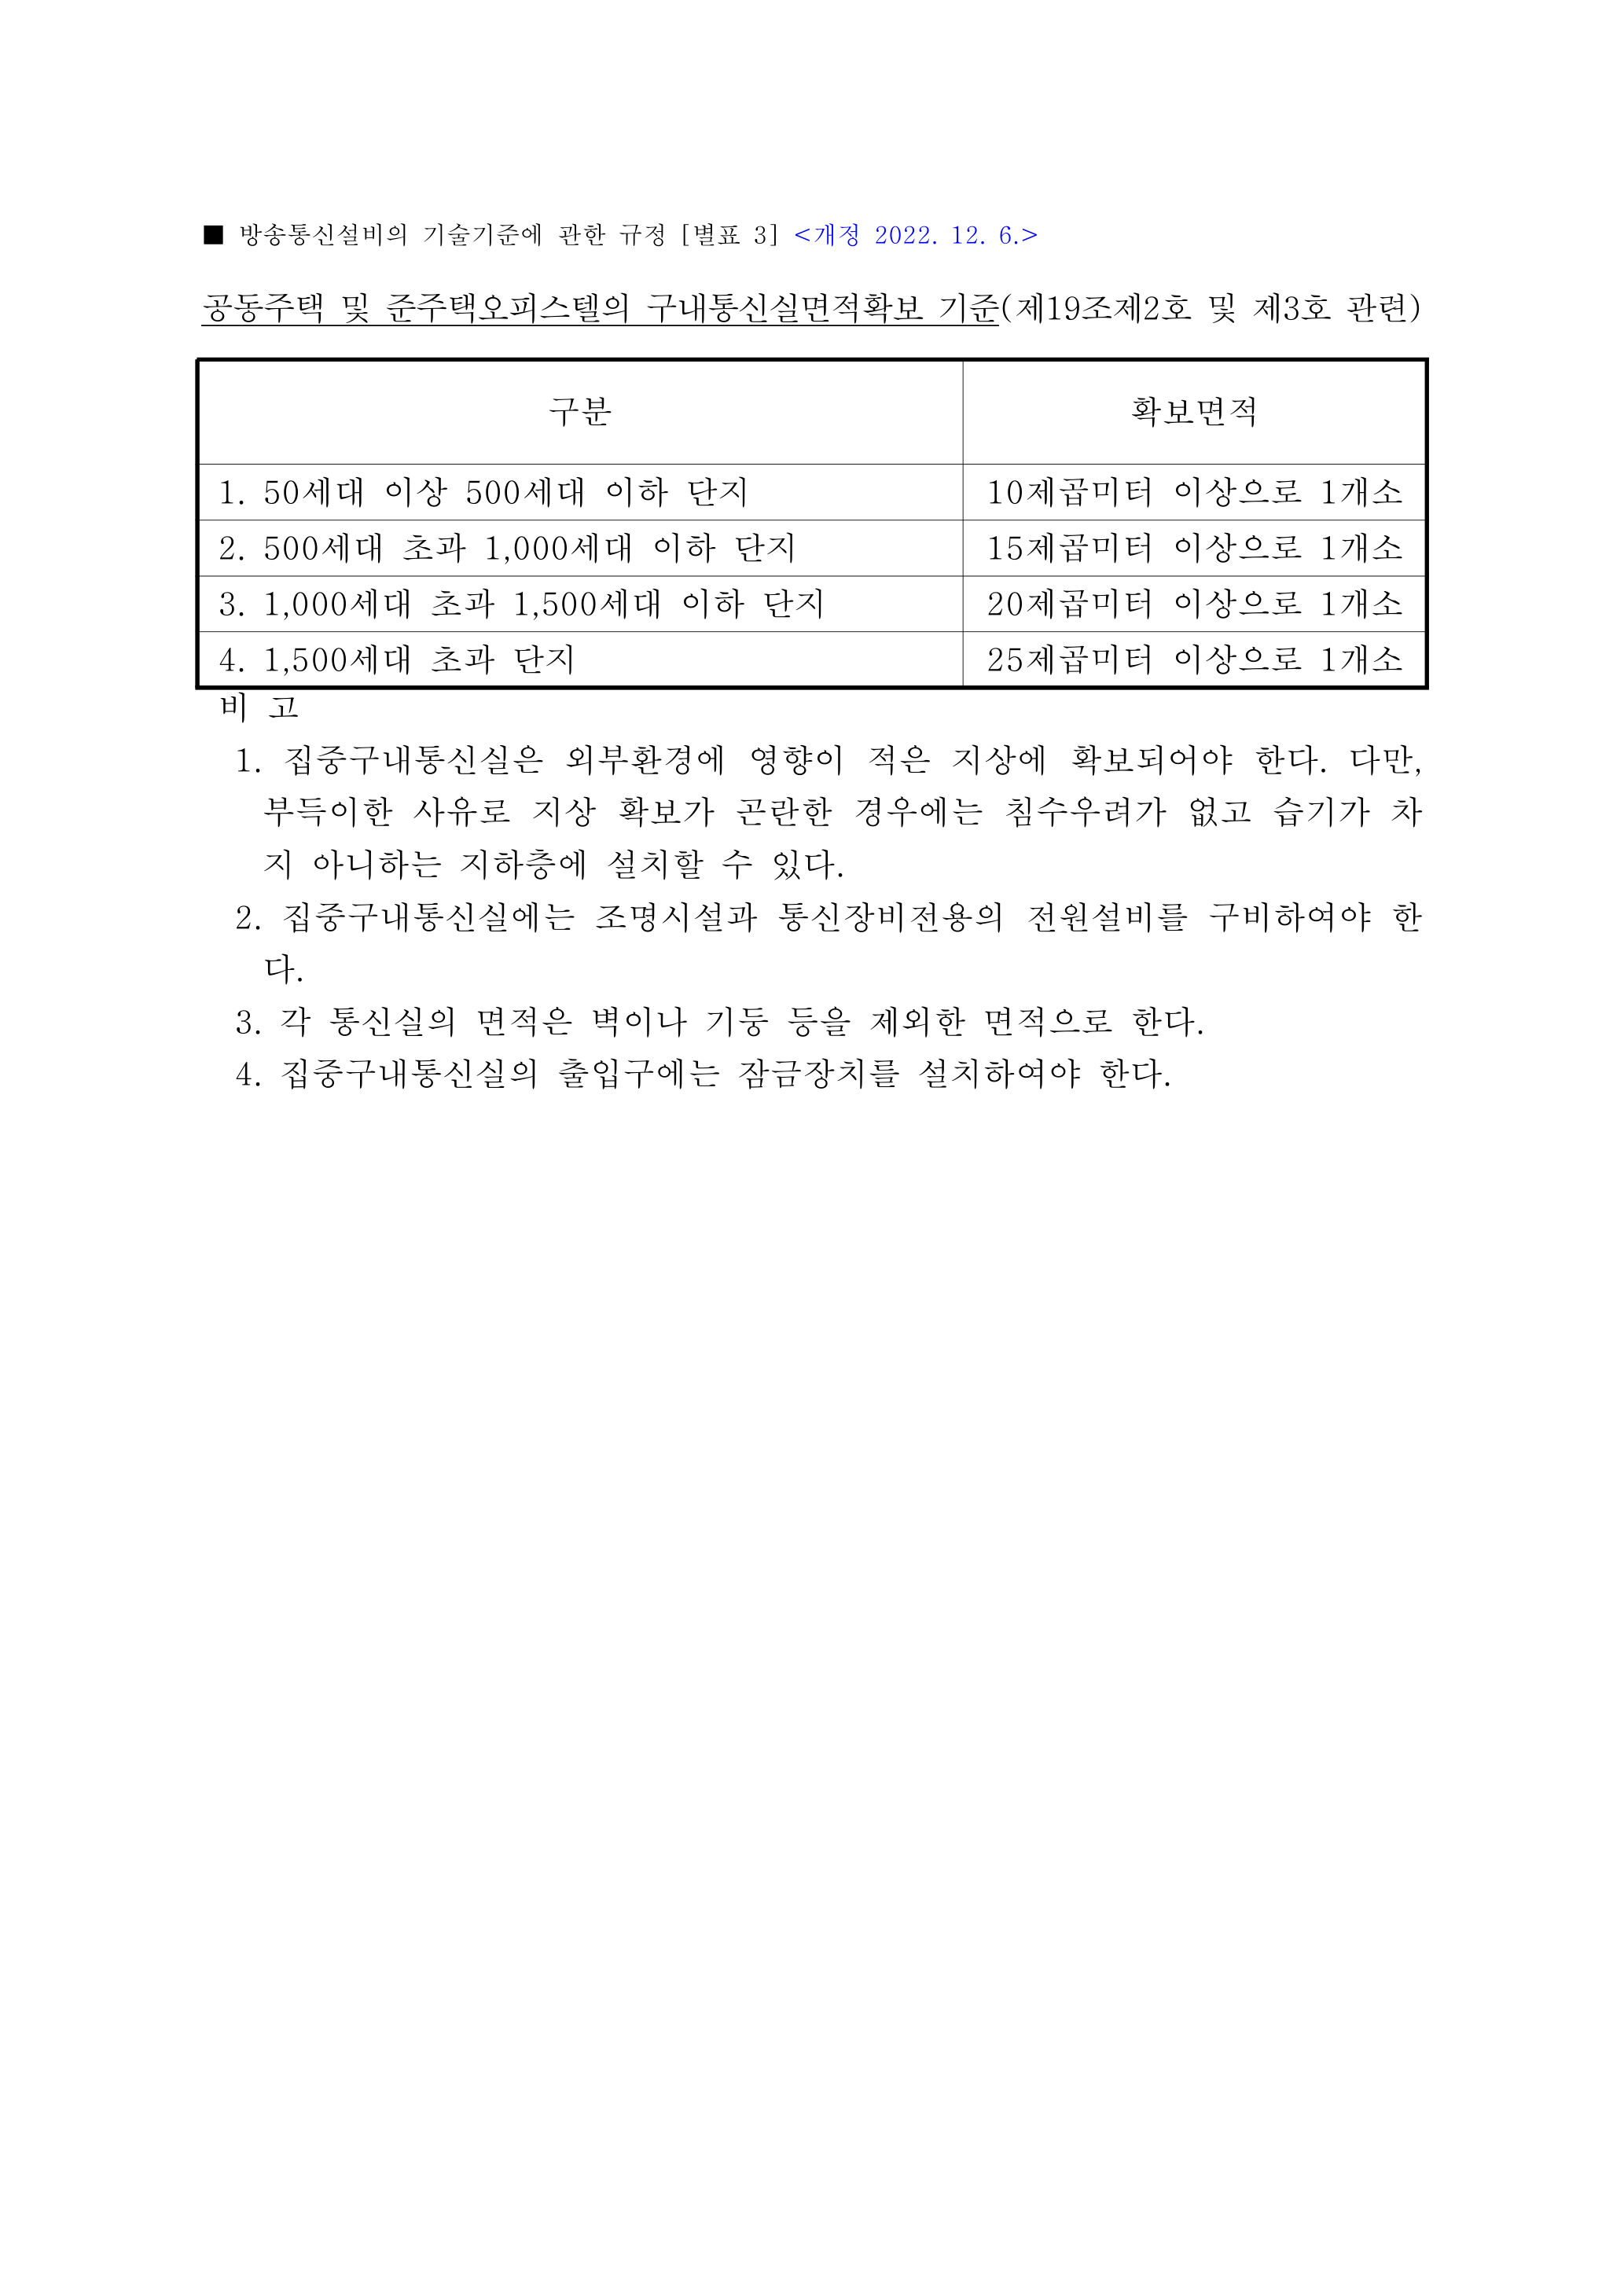 ■ 방송통신설비의 기술기준에 관한 규정 [별표 3] <개정 2022. 12. 6.>
공동주택 및 준주택오피스텔의 구내통신실면적확보 기준(제19조제2호 및 제3호 관련)
구분 확보면적
1. 50세대 이상 500세대 이하 단지 10제곱미터 이상으로 1개소
2. 500세대 초과 1,000세대 이하 단지 15제곱미터 이상으로 1개소
3. 1,000세대 초과 1,500세대 이하 단지 20제곱미터 이상으로 1개소
4. 1,500세대 초과 단지 25제곱미터 이상으로 1개소
비 고
1. 집중구내통신실은 외부환경에 영향이 적은 지상에 확보되어야 한다. 다만,
부득이한 사유로 지상 확보가 곤란한 경우에는 침수우려가 없고 습기가 차
지 아니하는 지하층에 설치할 수 있다.
2. 집중구내통신실에는 조명시설과 통신장비전용의 전원설비를 구비하여야 한
다.
3. 각 통신실의 면적은 벽이나 기둥 등을 제외한 면적으로 한다.
4. 집중구내통신실의 출입구에는 잠금장치를 설치하여야 한다.